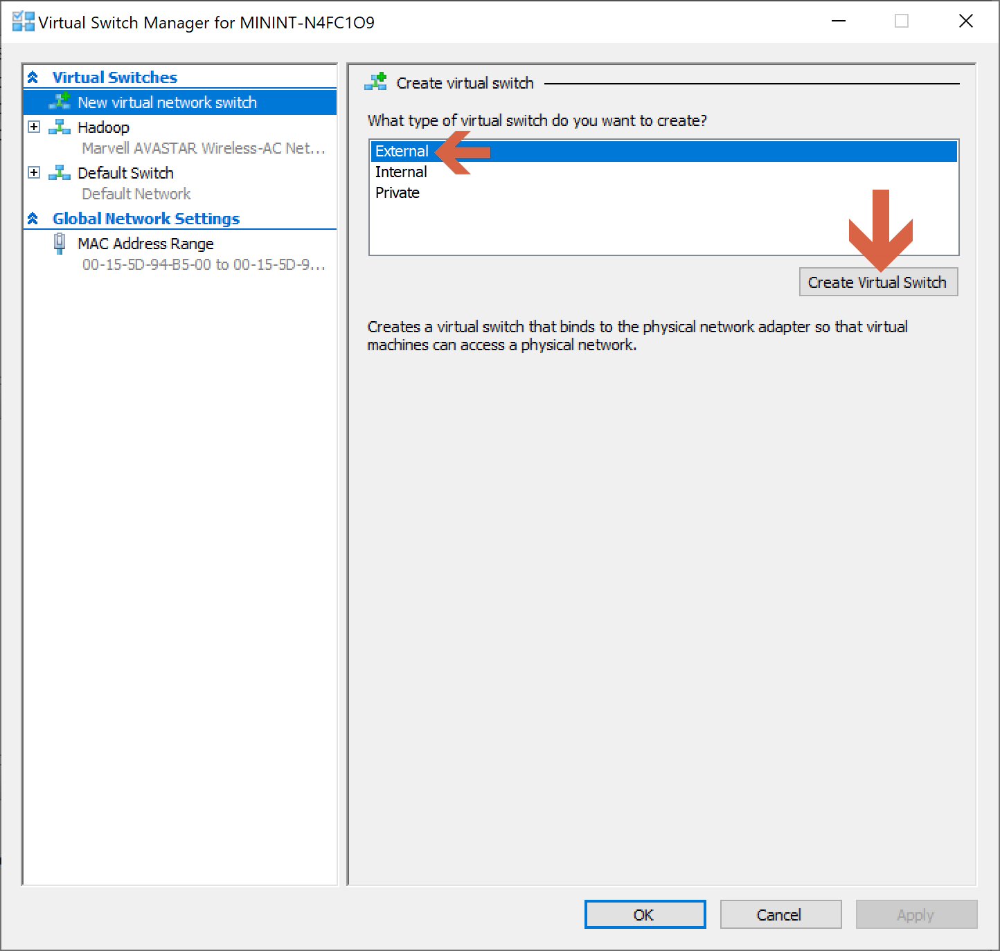 Virtual Switch Manager for MININT-N4FC1O9
Virtual Switches
New virtual network switch
Hadoop
Marvell AVASTAR Wireless-AC Net...
Default Switch
Default Network
Global Network Settings
MAC Address Range
00-15-5D-94-B5-00 to 00-15-5D-9...
Create virtual switch
What type of virtual switch do you want to create?
External
Internal
Private
Create Virtual Switch
Creates a virtual switch that binds to the physical network adapter so that virtual
machines can access a physical network.
OK
Cancel
Apply